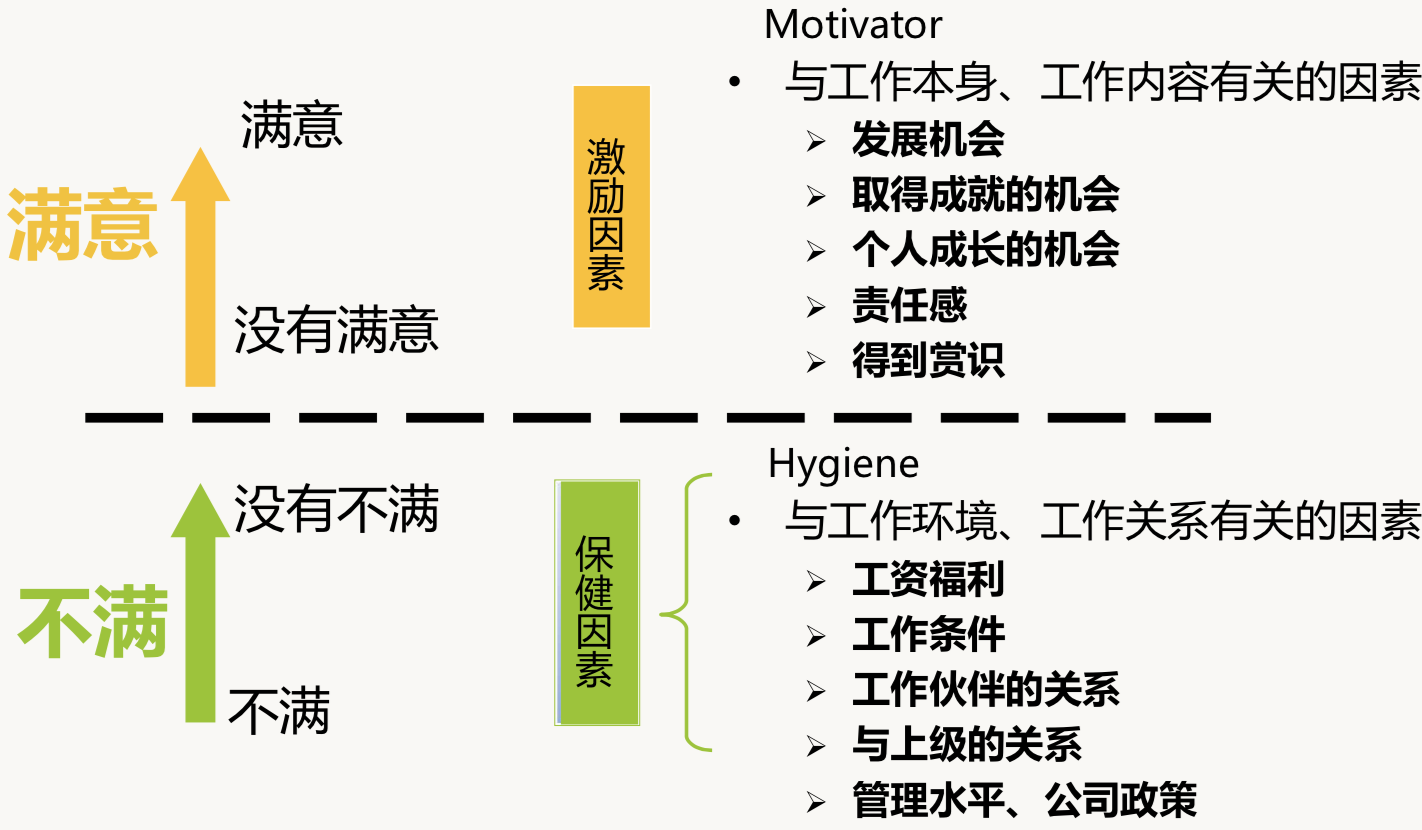 Motivator
• 与工作本身、工作内容有关的因素
满意
➢ 发展机会
激励因素
➢ 取得成就的机会
满意
➢ 个人成长的机会
➢ 责任感
没有满意
➢ 得到赏识
Hygiene
没有不满
• 与工作环境、工作关系有关的因素
保健因素
➢ 工资福利
不满
➢ 工作条件
➢ 工作伙伴的关系
不满
➢ 与上级的关系
➢ 管理水平、公司政策